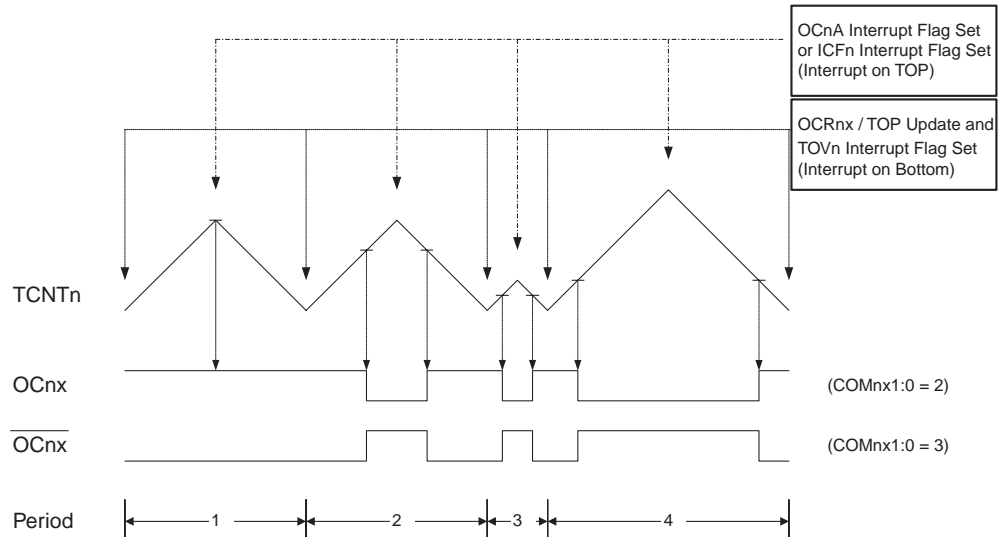 OCnA Interrupt Flag Set
or ICFn Interrupt Flag Set
(Interrupt on TOP)
OCRnx / TOP Update and
TOVn Interrupt Flag Set
(Interrupt on Bottom)
TCNTn
OCnx
(COMnx1:0 = 2)
OCnx
(COMnx1:0 = 3)
Period
1
2
3
4